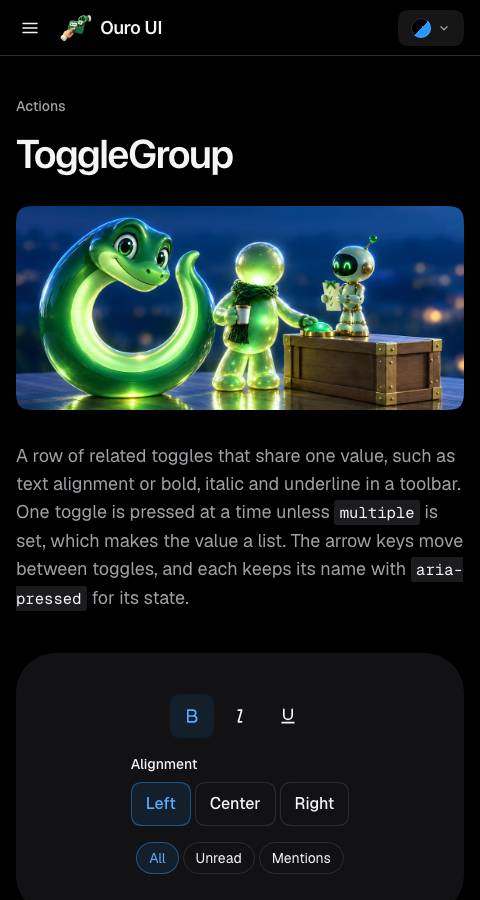 Ouro UI
Actions
ToggleGroup
A row of related toggles that share one value, such as
text alignment or bold, italic and underline in a toolbar.
One toggle is pressed at a time unless multiple is
set, which makes the value a list. The arrow keys move
between toggles, and each keeps its name with aria-
pressed for its state.
B I U
Alignment
Left Center Right
All Unread Mentions